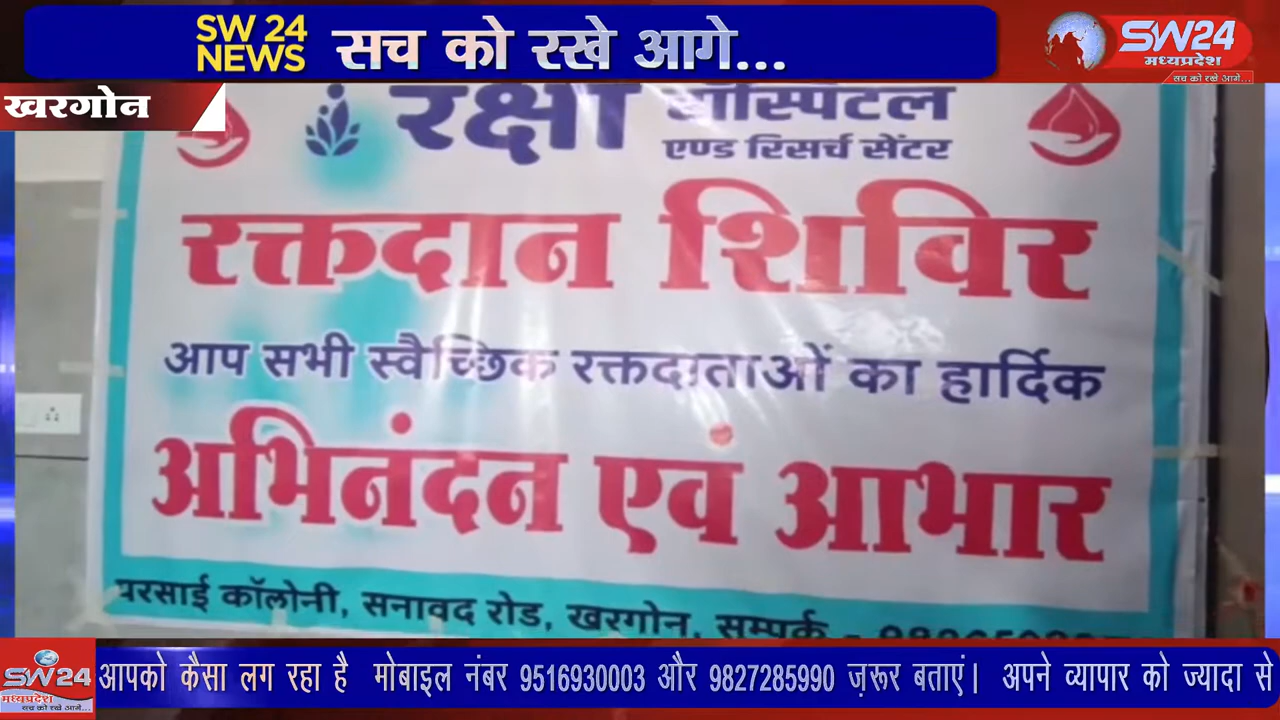 SW 24 NEWS सच को रखे आगे...
SW24
मध्यप्रदेश
सच को रखे आगे...
खरगोन
रक्षा हॉस्पिटल
एण्ड रिसर्च सेंटर
रक्तदान शिविर
आप सभी स्वैच्छिक रक्तदाताओं का हार्दिक
अभिनंदन एवं आभार
परसाई कॉलोनी, सनावद रोड, खरगोन, सम्पर्क -
SW24
मध्यप्रदेश
सच को रखे आगे...
आपको कैसा लग रहा है मोबाइल नंबर 9516930003 और 9827285990 ज़रूर बताएं| अपने व्यापार को ज्यादा से